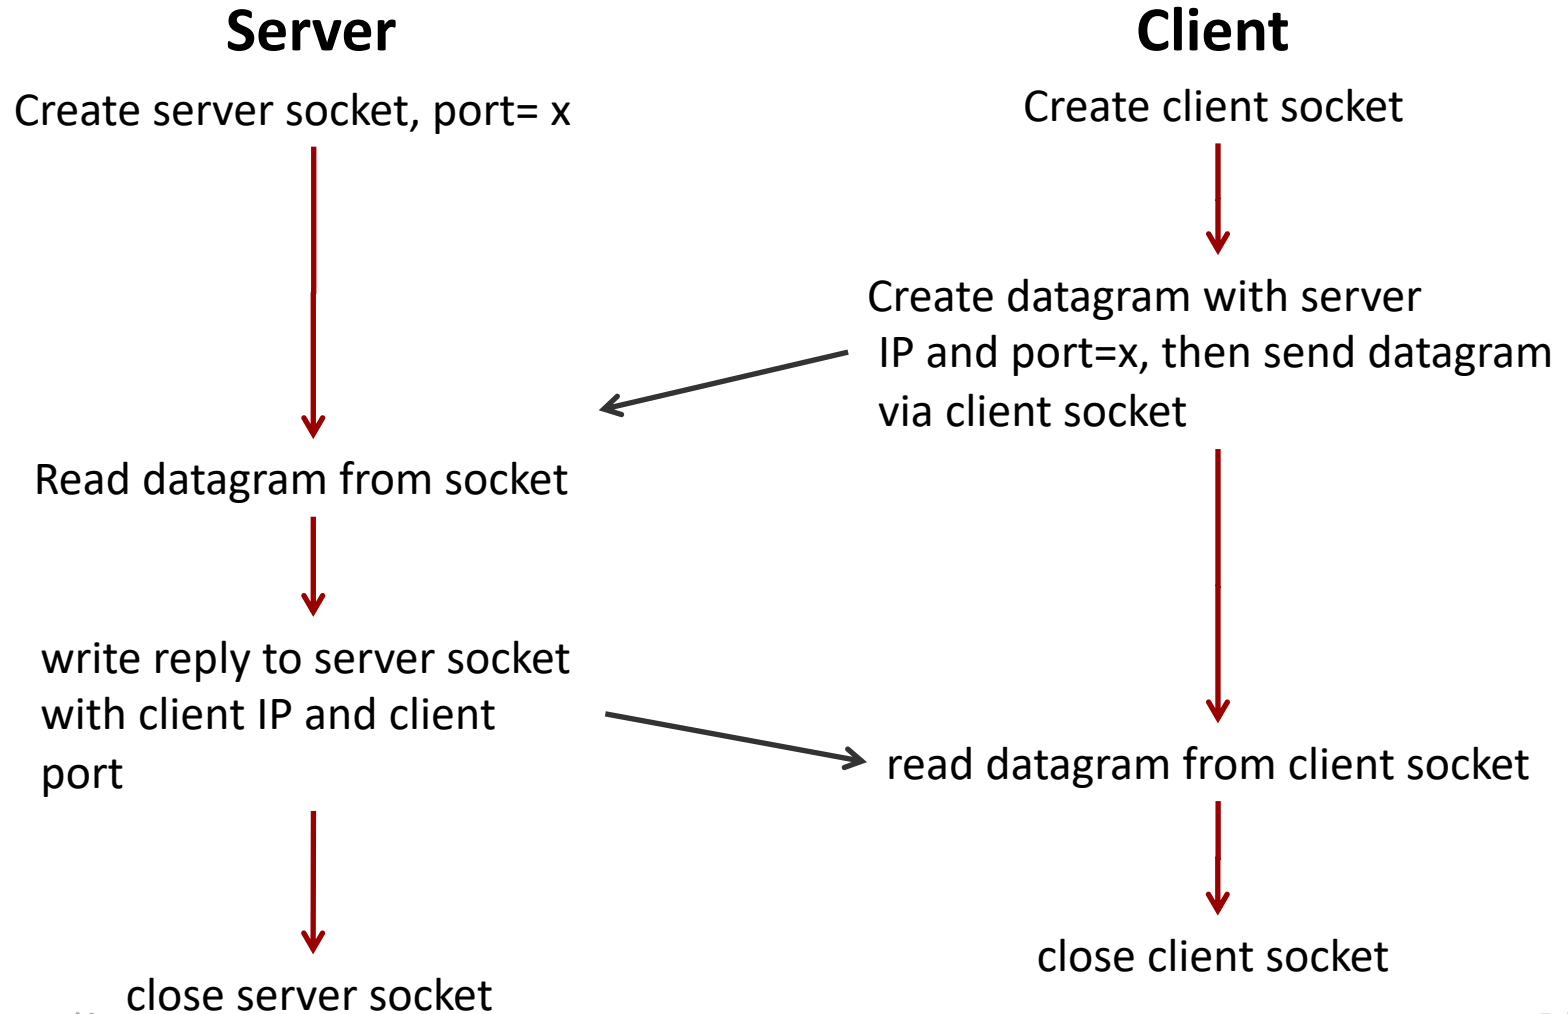 Server
Create server socket, port= x
Read datagram from socket
write reply to server socket
with client IP and client
port
close server socket
Client
Create client socket
Create datagram with server
IP and port=x, then send datagram
via client socket
read datagram from client socket
close client socket